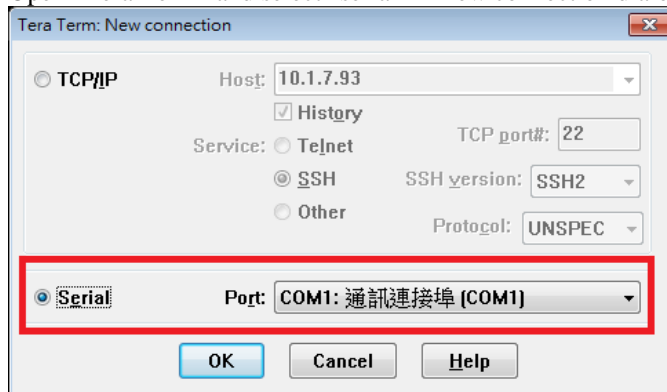 Tera Term: New connection
TCP/IP Host: 10.1.7.93
History
Service: Telnet TCP port#: 22
SSH SSH version: SSH2
Other Protocol: UNSPEC
Serial Port: COM1: 通訊連接埠 (COM1)
OK Cancel Help